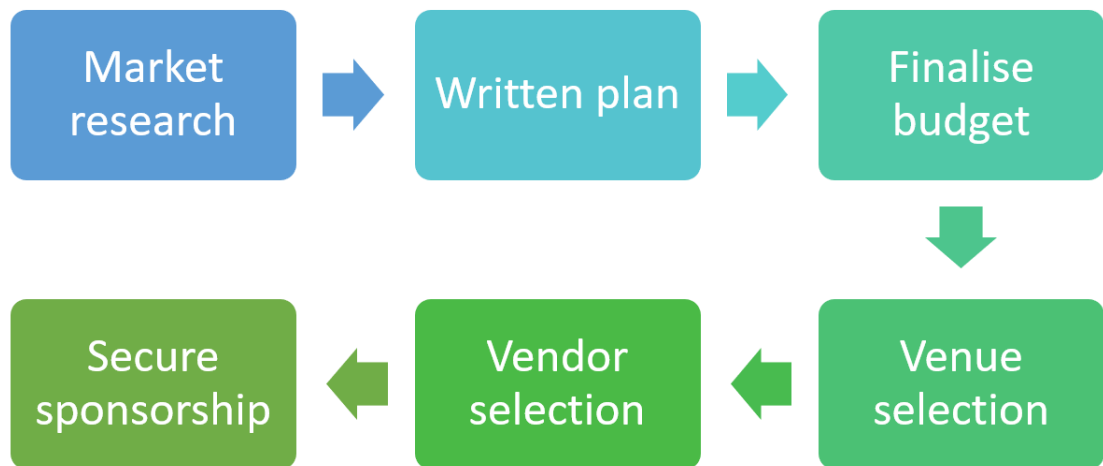 Market
research
Written plan
Finalise
budget
Venue
selection
Vendor
selection
Secure
sponsorship